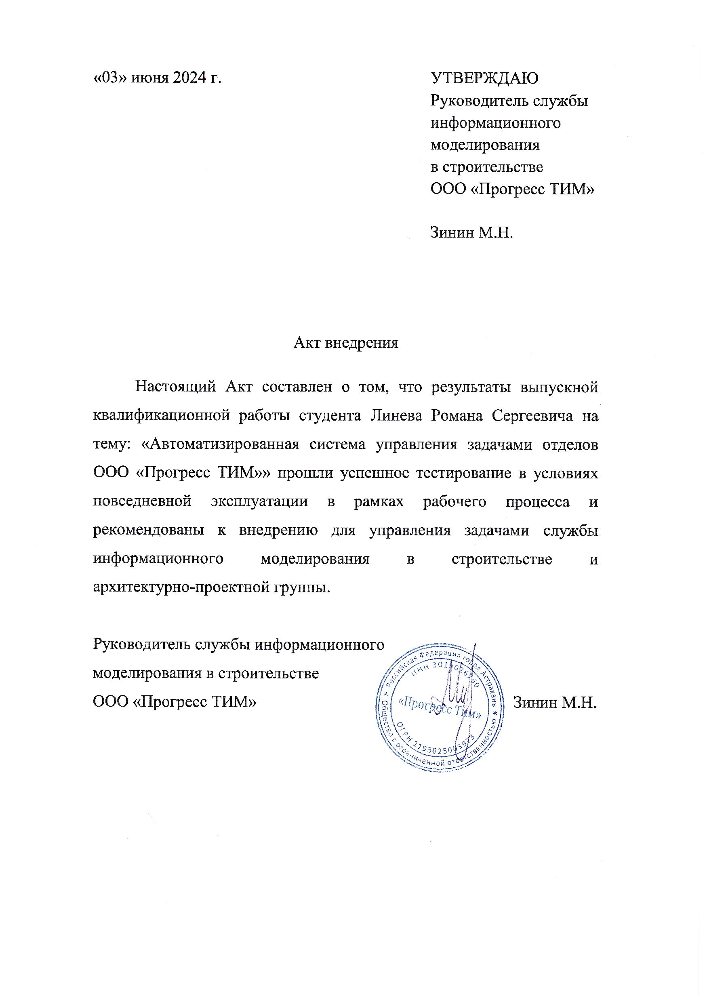 «03» июня 2024 г.
УТВЕРЖДАЮ
Руководитель службы
информационного
моделирования
в строительстве
ООО «Прогресс ТИМ»
Зинин М.Н.
Акт внедрения
Настоящий Акт составлен о том, что результаты выпускной
квалификационной работы студента Линева Романа Сергеевича на
тему: «Автоматизированная система управления задачами отделов
ООО «Прогресс ТИМ»» прошли успешное тестирование в условиях
повседневной эксплуатации в рамках рабочего процесса и
рекомендованы к внедрению для управления задачами службы
информационного моделирования в строительстве и
архитектурно-проектной группы.
Руководитель службы информационного
моделирования в строительстве
ООО «Прогресс ТИМ»
Зинин М.Н.
Российская Федерация город Астрахань
Общество с ограниченной ответственностью
ИНН
«Прогресс Тим»
ОГРН 1193025003973